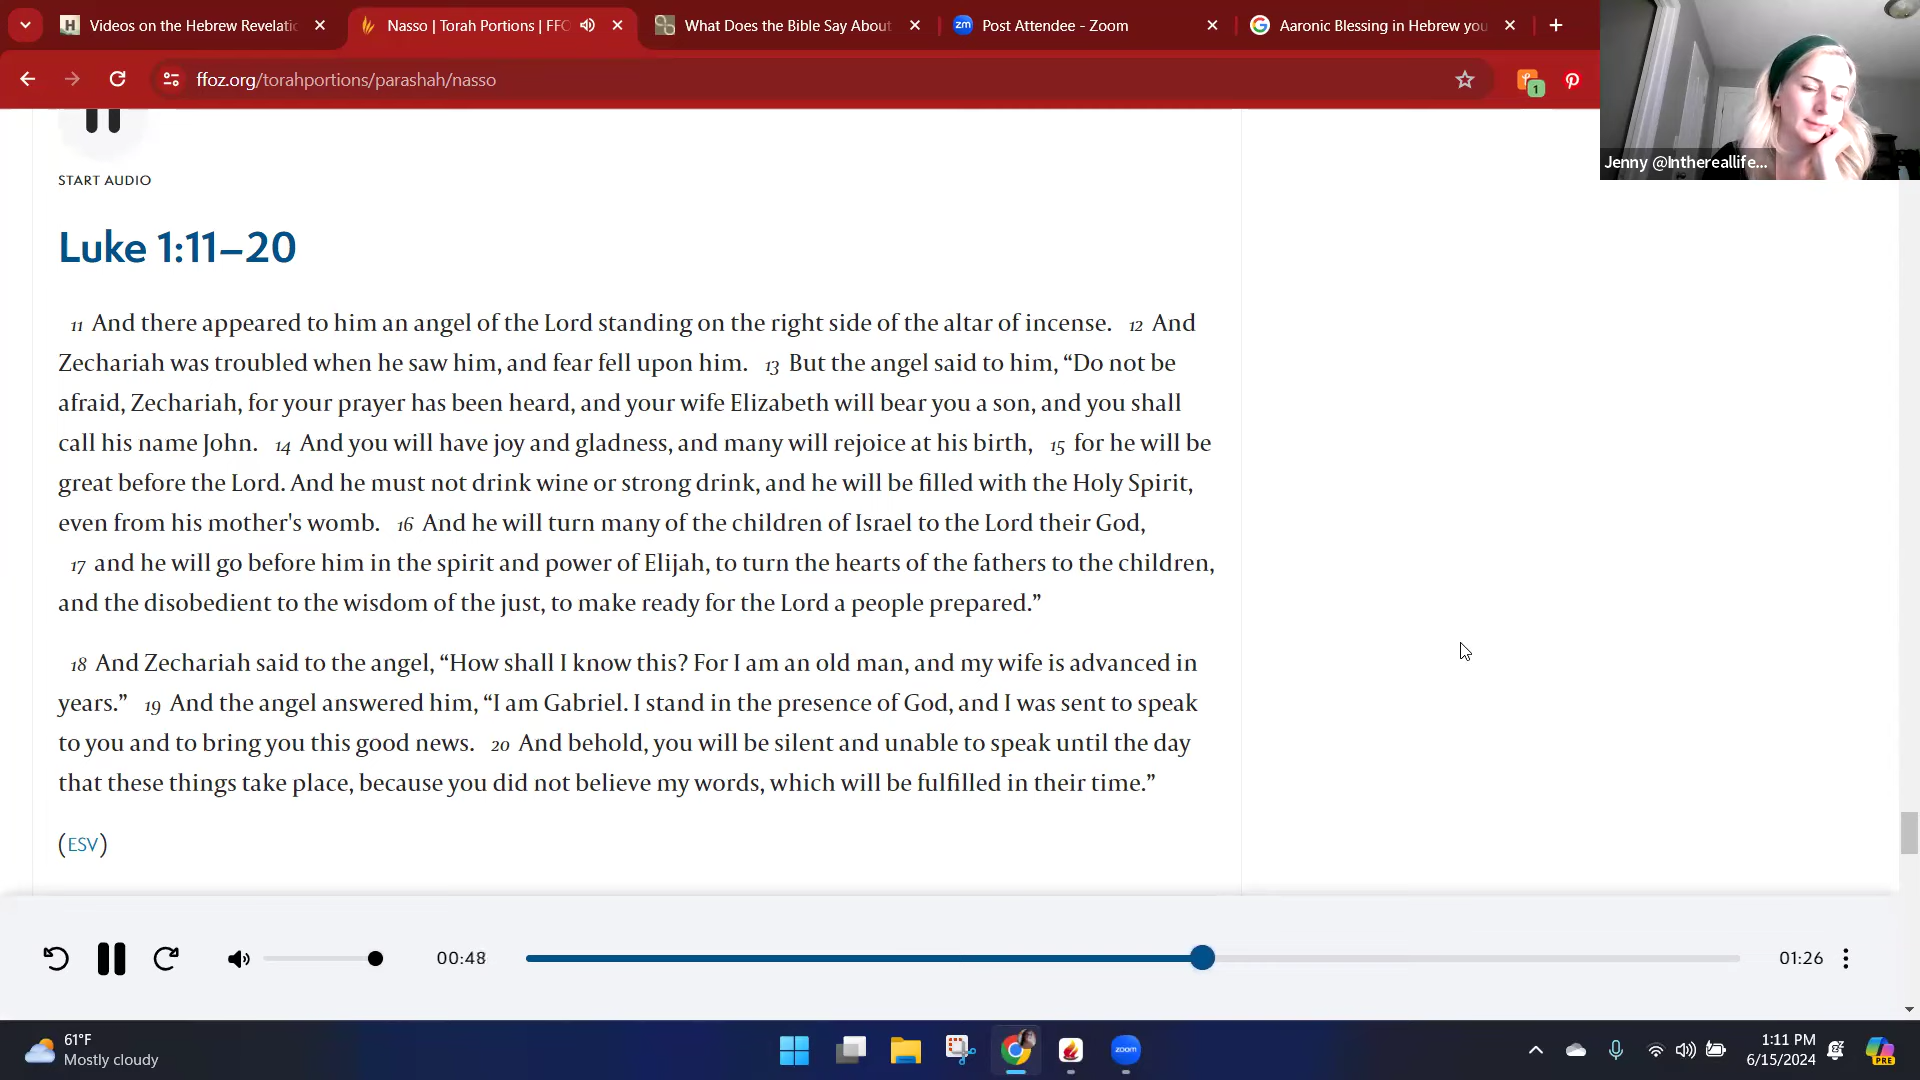 Videos on the Hebrew Revelatio
Nasso | Torah Portions | FFO
What Does the Bible Say About
zm
Post Attendee - Zoom
Aaronic Blessing in Hebrew you
ffoz.org/torahportions/parashah/nasso
1
Jenny @Inthereallife...
START AUDIO
Luke 1:11–20
11 And there appeared to him an angel of the Lord standing on the right side of the altar of incense. 12 And
Zechariah was troubled when he saw him, and fear fell upon him. 13 But the angel said to him, “Do not be
afraid, Zechariah, for your prayer has been heard, and your wife Elizabeth will bear you a son, and you shall
call his name John. 14 And you will have joy and gladness, and many will rejoice at his birth, 15 for he will be
great before the Lord. And he must not drink wine or strong drink, and he will be filled with the Holy Spirit,
even from his mother's womb. 16 And he will turn many of the children of Israel to the Lord their God,
17 and he will go before him in the spirit and power of Elijah, to turn the hearts of the fathers to the children,
and the disobedient to the wisdom of the just, to make ready for the Lord a people prepared.”
18 And Zechariah said to the angel, “How shall I know this? For I am an old man, and my wife is advanced in
years.” 19 And the angel answered him, “I am Gabriel. I stand in the presence of God, and I was sent to speak
to you and to bring you this good news. 20 And behold, you will be silent and unable to speak until the day
that these things take place, because you did not believe my words, which will be fulfilled in their time.”
(ESV)
00:48
01:26
61°F
Mostly cloudy
zoom
1:11 PM
6/15/2024
PRE